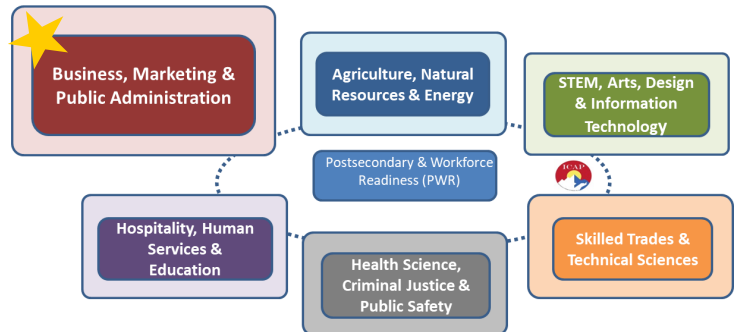 Business, Marketing &
Public Administration
Agriculture, Natural
Resources & Energy
STEM, Arts, Design
& Information
Technology
Postsecondary & Workforce
Readiness (PWR)
ICAP
Hospitality, Human
Services &
Education
Health Science,
Criminal Justice &
Public Safety
Skilled Trades &
Technical Sciences